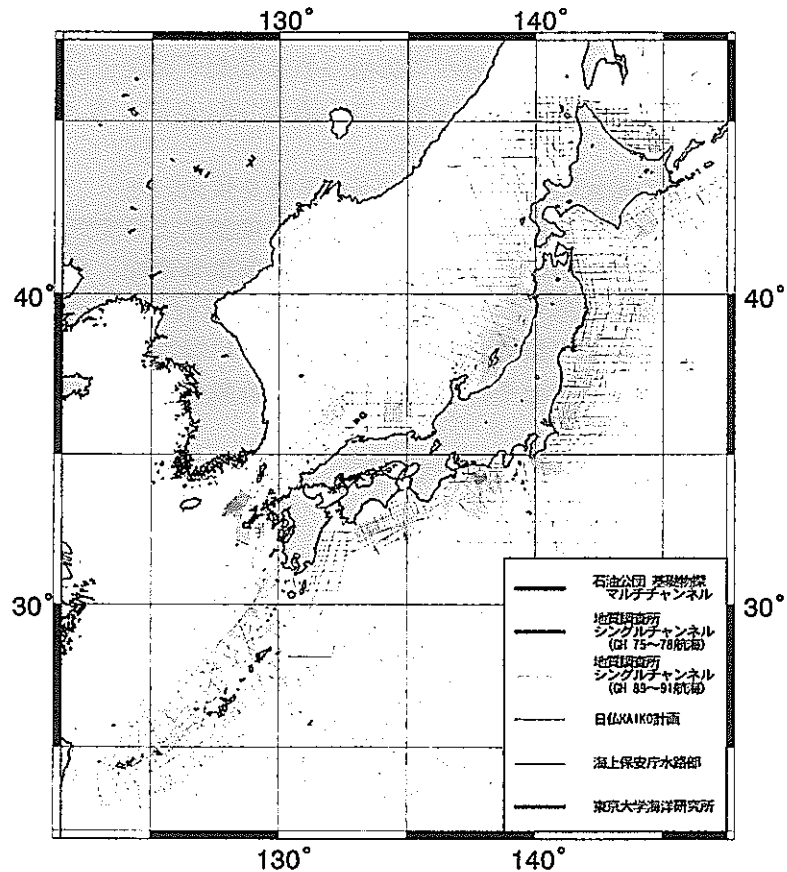 130°
140°
40°
40°
30°
30°
石油公団 基礎物探
マルチチャンネル
地質調査所
シングルチャンネル
(GH 75～78航海)
地質調査所
シングルチャンネル
(GH 89～91航海)
日仏KAIKO計画
海上保安庁水路部
東京大学海洋研究所
130°
140°